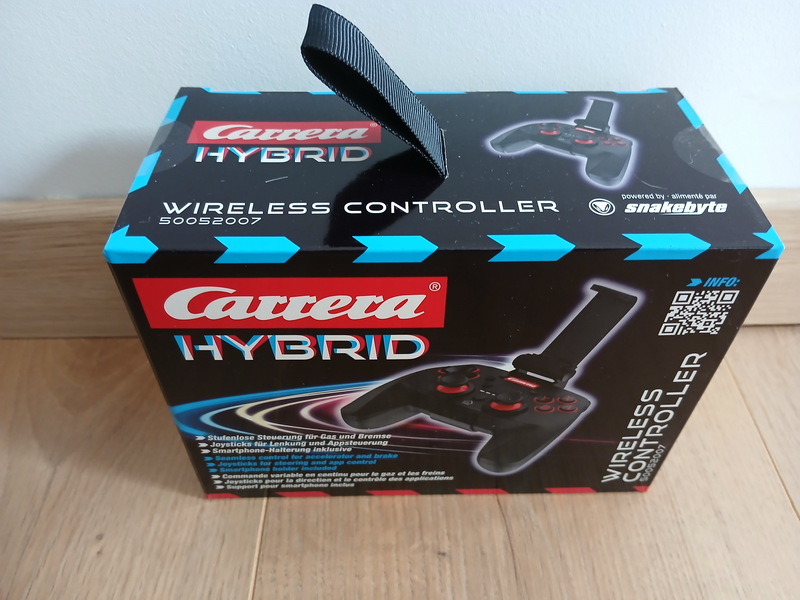 Carrera®
HYBRID
WIRELESS CONTROLLER
50052007
powered by · alimenté par
snakebyte
Carrera®
HYBRID
INFO:
Carrera
Stufenlose Steuerung für Gas und Bremse
Joysticks für Lenkung und Appsteuerung
Smartphone-Halterung inklusive
Seamless control for accelerator and brake
Joysticks for steering and app control
Smartphone holder included
Commande variable en continu pour le gaz et les freins
Joysticks pour la direction et le contrôle des applications
Support pour smartphone inclus
WIRELESS
CONTROLLER
50052007